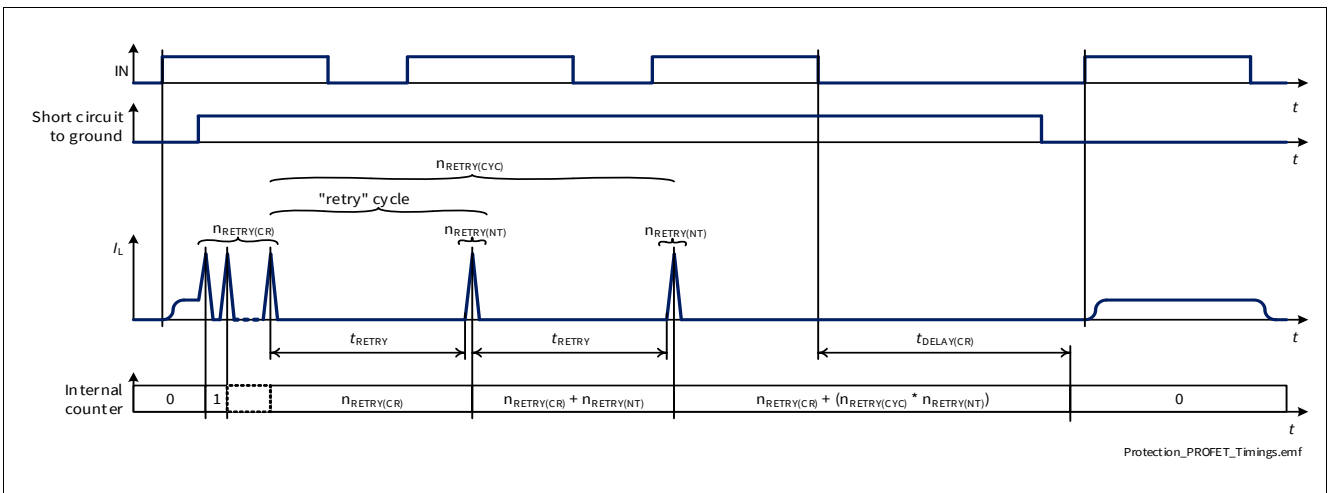 IN
t
Short circuit
to ground
t
nRETRY(CYC)
"retry" cycle
nRETRY(CR)
nRETRY(NT)
nRETRY(NT)
IL
t
tRETRY
tRETRY
tDELAY(CR)
Internal
counter
0
1
nRETRY(CR)
nRETRY(CR) + nRETRY(NT)
nRETRY(CR) + (nRETRY(CYC) * nRETRY(NT))
0
t
Protection_PROFET_Timings.emf